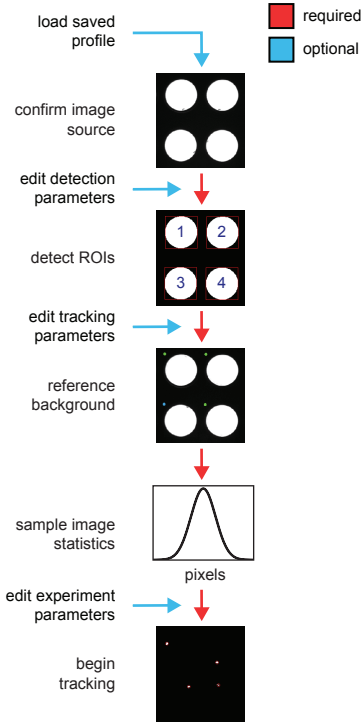 load saved
profile
required
optional
confirm image
source
edit detection
parameters
1 2
detect ROIs
3 4
edit tracking
parameters
reference
background
sample image
statistics
pixels
edit experiment
parameters
begin
tracking